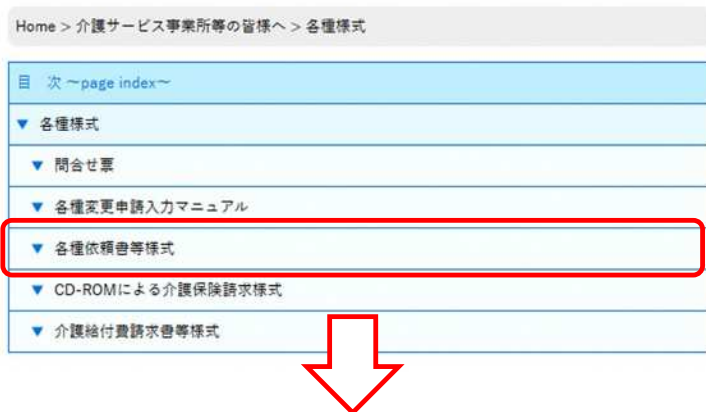 Home > 介護サービス事業所等の皆様へ > 各種様式
目　次 ～page index～
▼ 各種様式
▼ 問合せ票
▼ 各種変更申請入力マニュアル
▼ 各種依頼書等様式
▼ CD-ROMによる介護保険請求様式
▼ 介護給付費請求書等様式